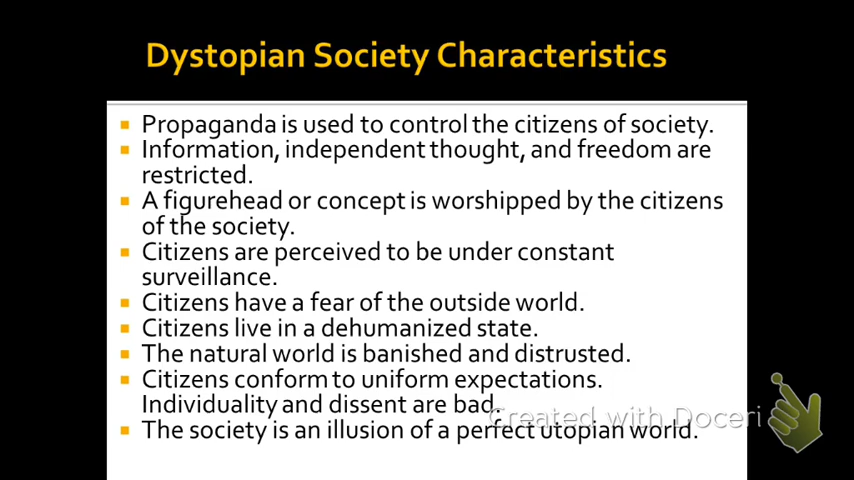 Dystopian Society Characteristics
Propaganda is used to control the citizens of society.
Information, independent thought, and freedom are
restricted.
A figurehead or concept is worshipped by the citizens
of the society.
Citizens are perceived to be under constant
surveillance.
Citizens have a fear of the outside world.
Citizens live in a dehumanized state.
The natural world is banished and distrusted.
Citizens conform to uniform expectations.
Individuality and dissent are bad.
Created with Doceri
The society is an illusion of a perfect utopian world.